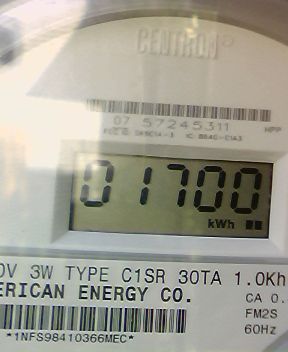 CENTRON®
07 57245311 HPP
01700
kWh
0V 3W TYPE C1SR 30TA 1.0Kh
ERICAN ENERGY CO.
CA 0.
FM2S
60Hz
*1NFS98410366MEC*